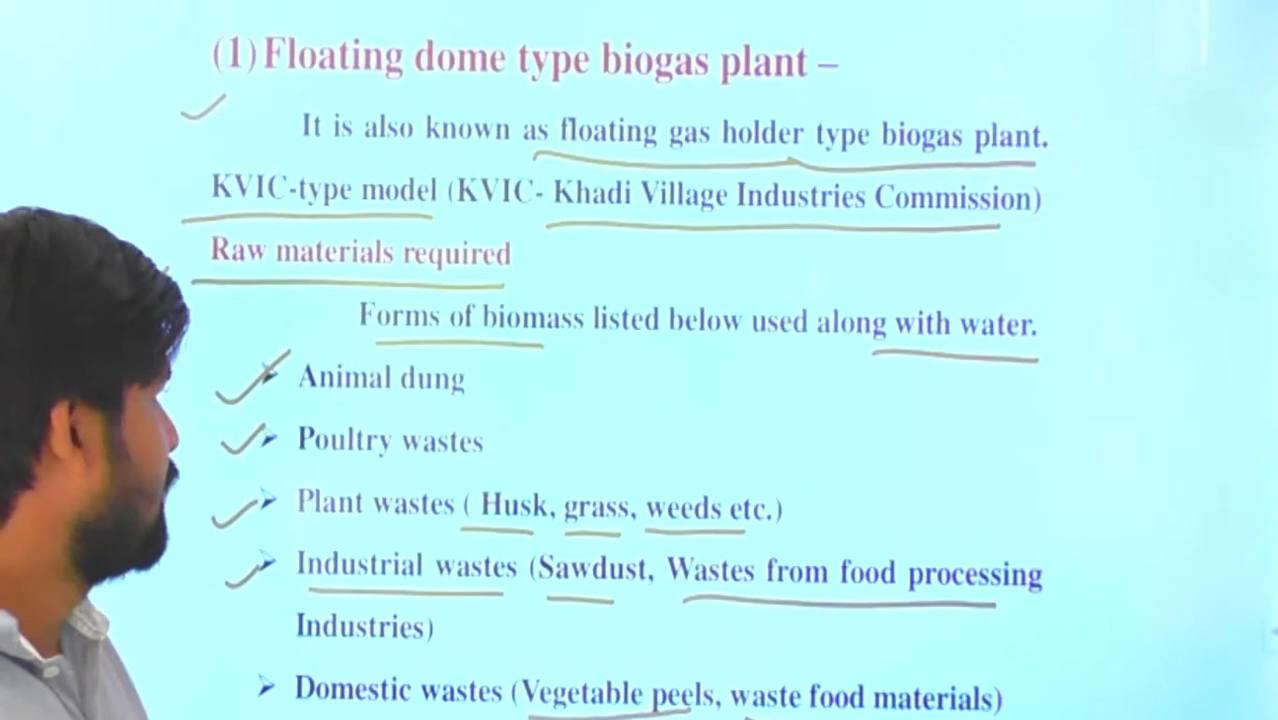 (1) Floating dome type biogas plant –
It is also known as floating gas holder type biogas plant.
KVIC-type model (KVIC- Khadi Village Industries Commission)
Raw materials required
Forms of biomass listed below used along with water.
➢ Animal dung
➢ Poultry wastes
➢ Plant wastes ( Husk, grass, weeds etc.)
➢ Industrial wastes (Sawdust, Wastes from food processing
Industries)
➢ Domestic wastes (Vegetable peels, waste food materials)